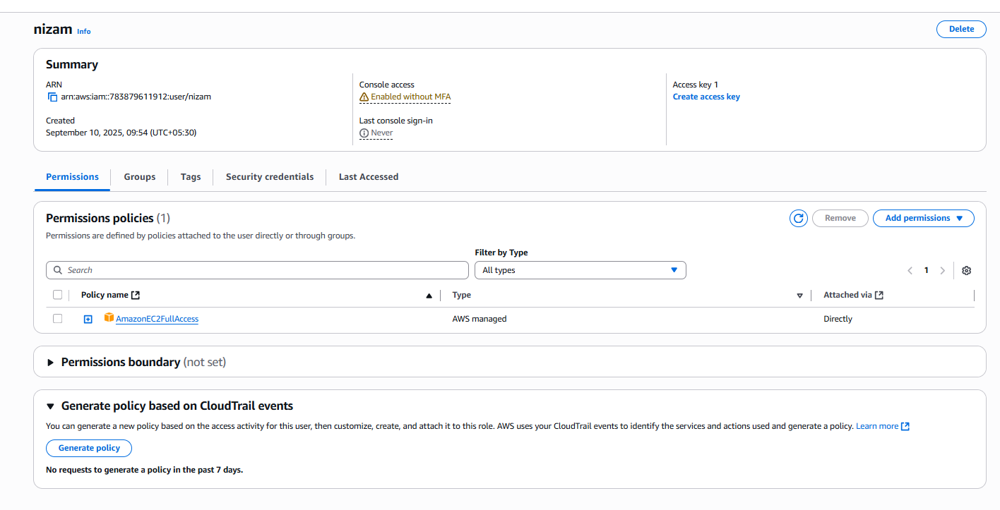 nizam Info
Delete
Summary
ARN
arn:aws:iam::783879611912:user/nizam
Created
September 10, 2025, 09:54 (UTC+05:30)
Console access
Enabled without MFA
Last console sign-in
Never
Access key 1
Create access key
Permissions Groups Tags Security credentials Last Accessed
Permissions policies (1)
Remove Add permissions
Permissions are defined by policies attached to the user directly or through groups.
Filter by Type
Search All types 1
Policy name Type Attached via
AmazonEC2FullAccess AWS managed Directly
Permissions boundary (not set)
Generate policy based on CloudTrail events
You can generate a new policy based on the access activity for this user, then customize, create, and attach it to this role. AWS uses your CloudTrail events to identify the services and actions used and generate a policy. Learn more
Generate policy
No requests to generate a policy in the past 7 days.